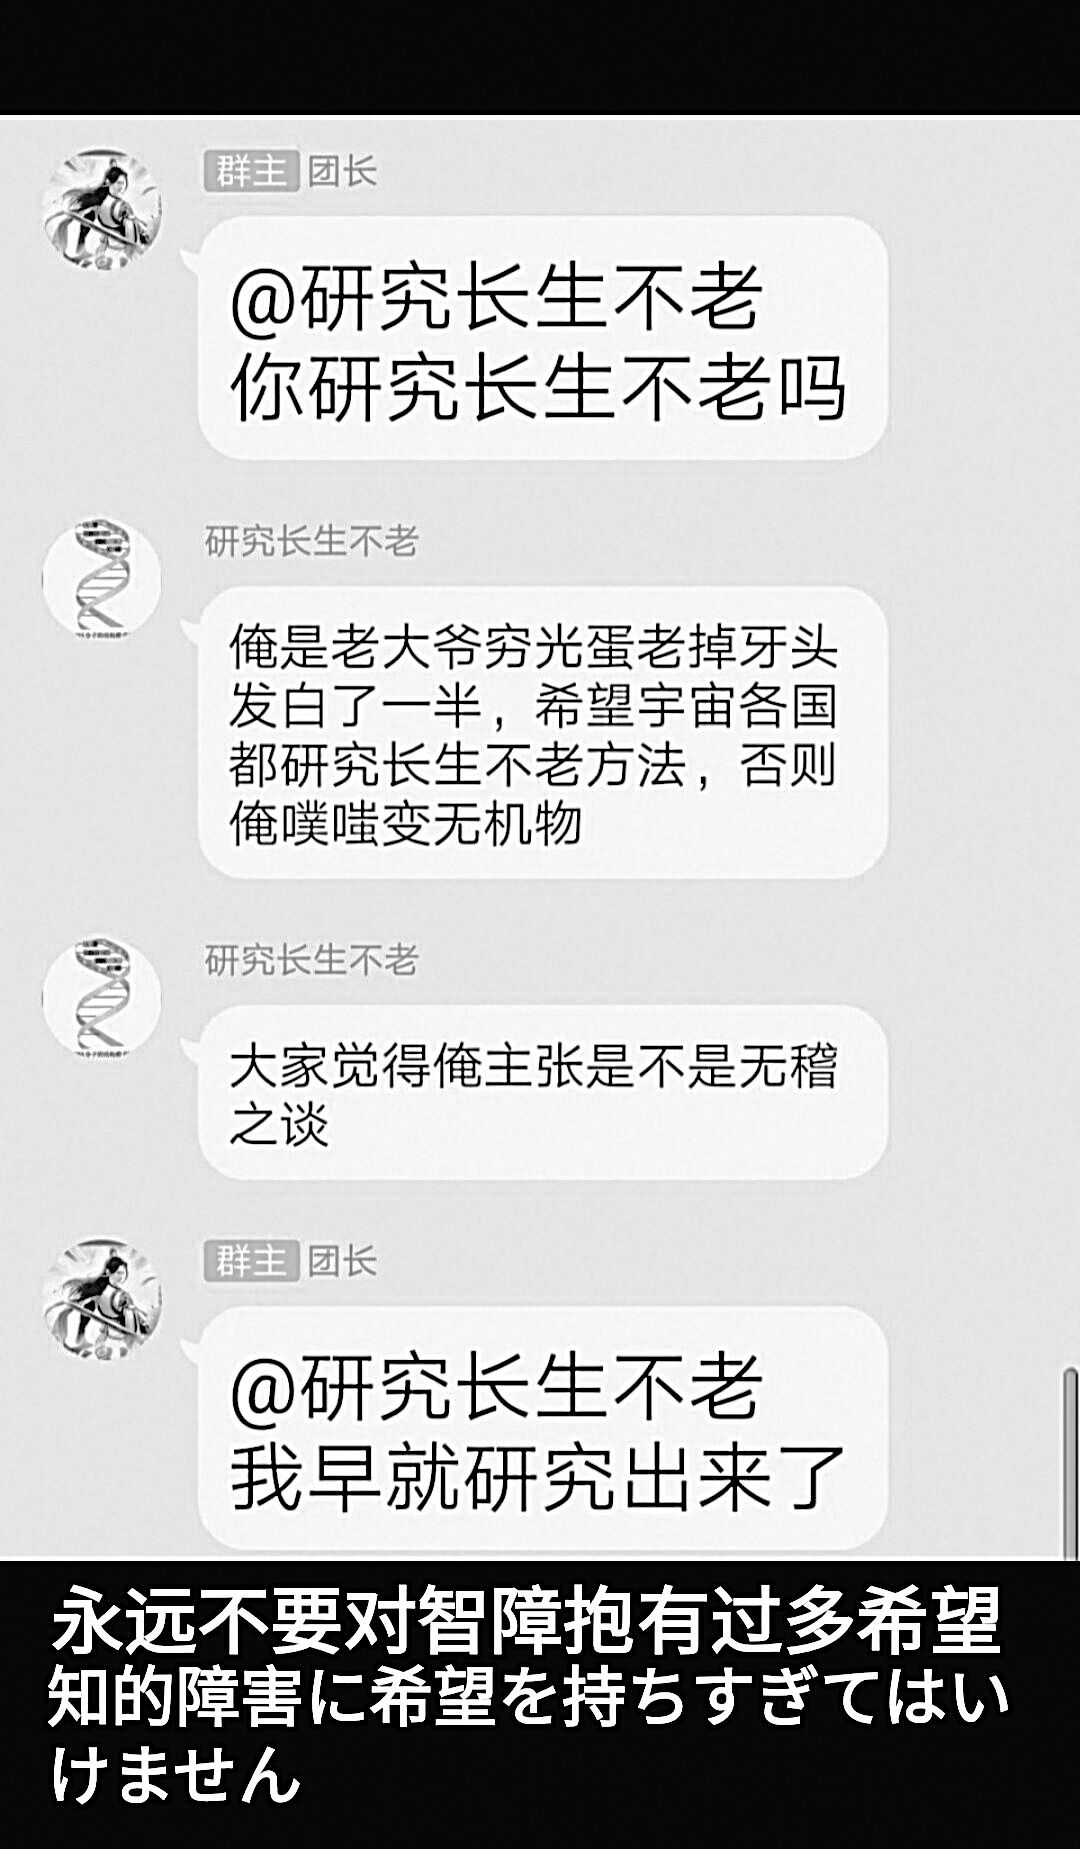 群主 团长
@研究长生不老
你研究长生不老吗
研究长生不老
俺是老大爷穷光蛋老掉牙头
发白了一半，希望宇宙各国
都研究长生不老方法，否则
俺噗嗤变无机物
研究长生不老
大家觉得俺主张是不是无稽
之谈
群主 团长
@研究长生不老
我早就研究出来了
永远不要对智障抱有过多希望
知的障害に希望を持ちすぎてはい
けません